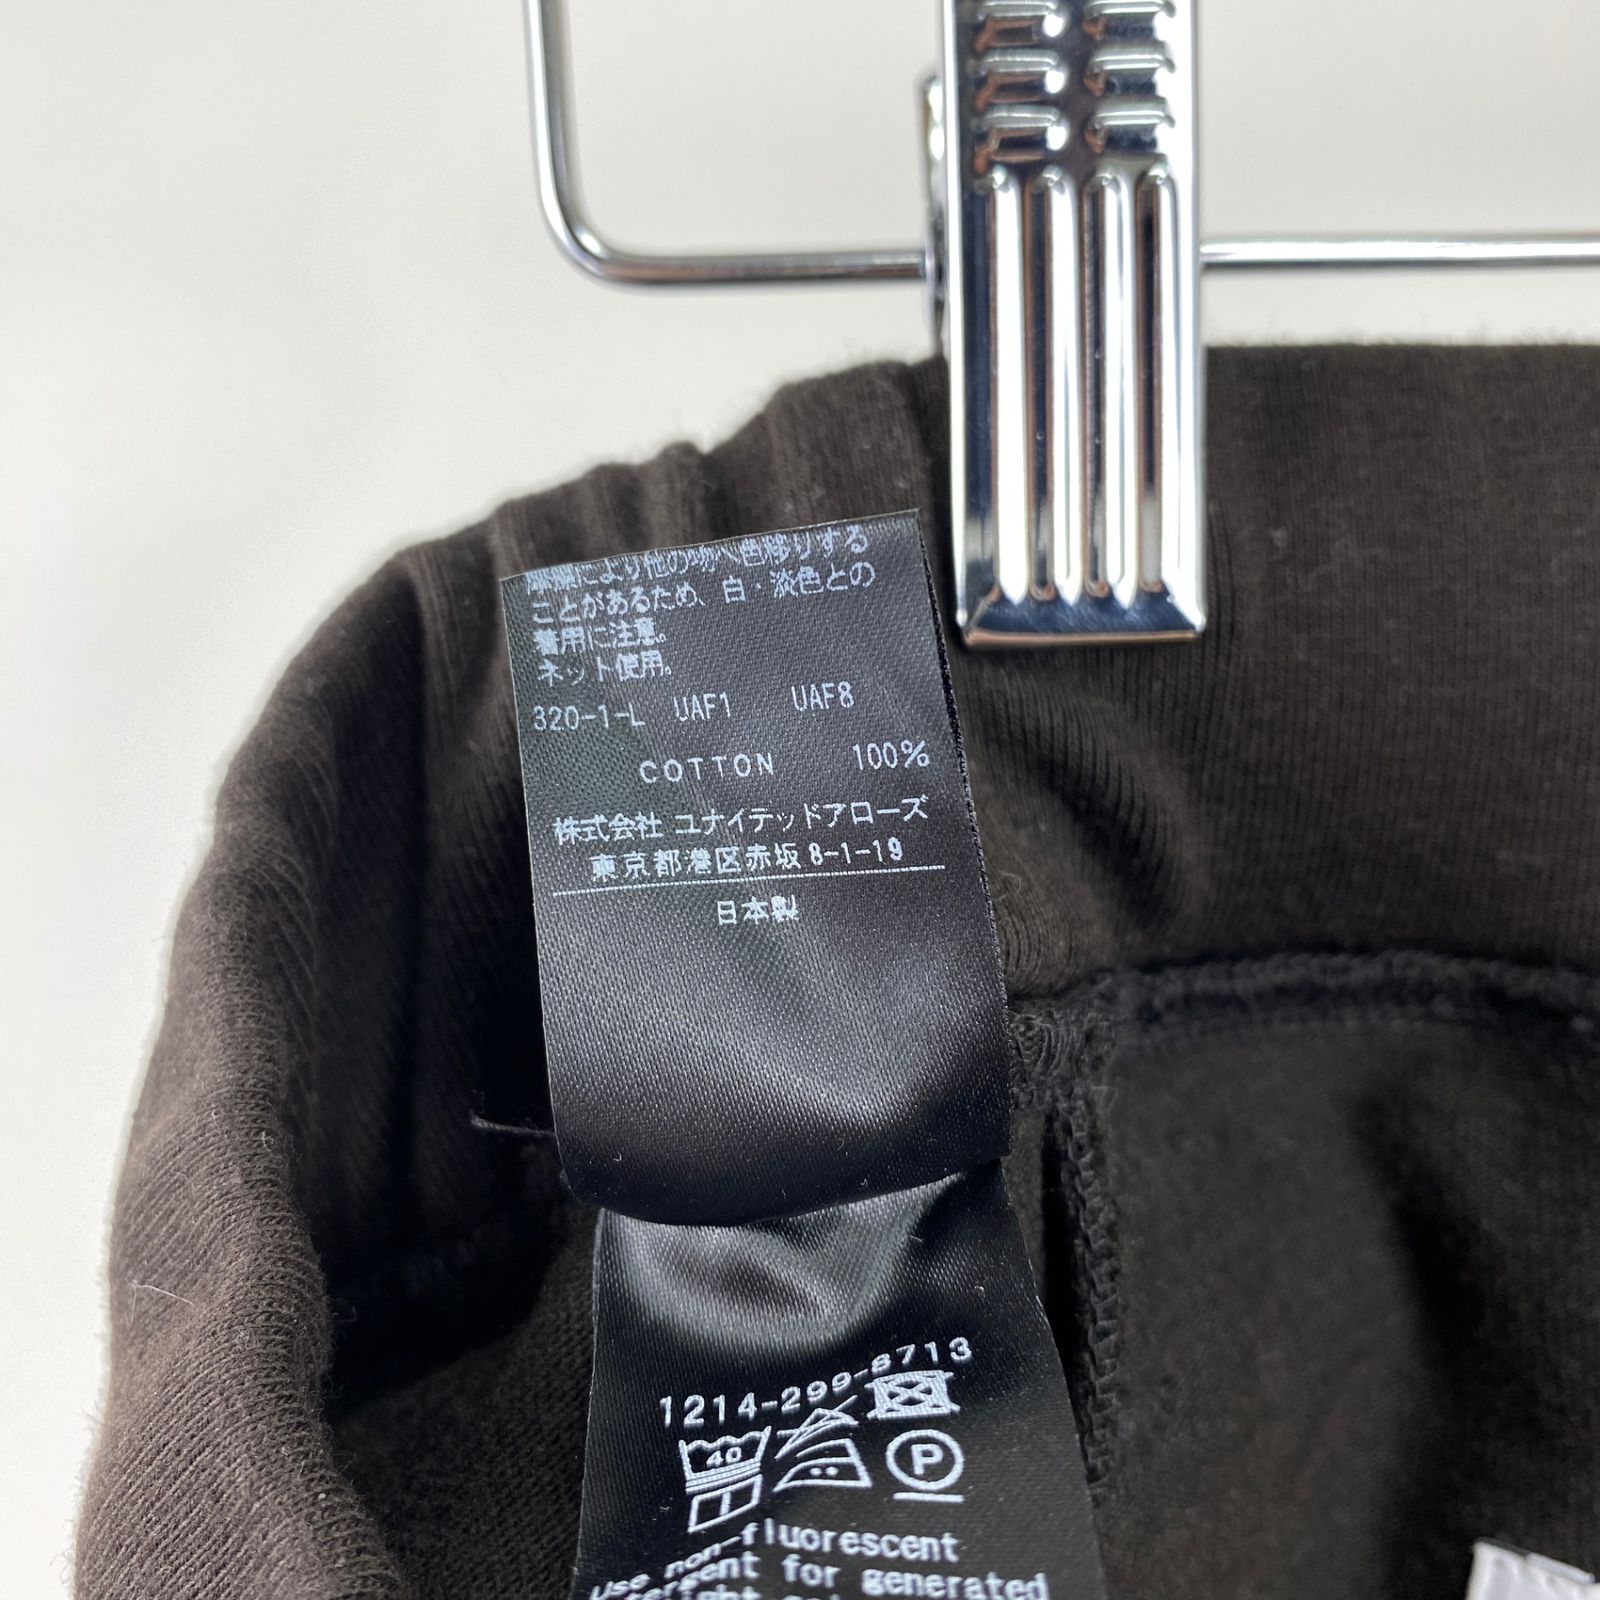 摩擦により他の物へ色移りする
ことがあるため、白・淡色との
着用に注意。
ネット使用。
320-1-L UAF1 UAF8
COTTON 100%
株式会社 ユナイテッドアローズ
東京都港区赤坂 8-1-19
日本製
1214-299-8713
40
P
Use non-fluorescent
for generated